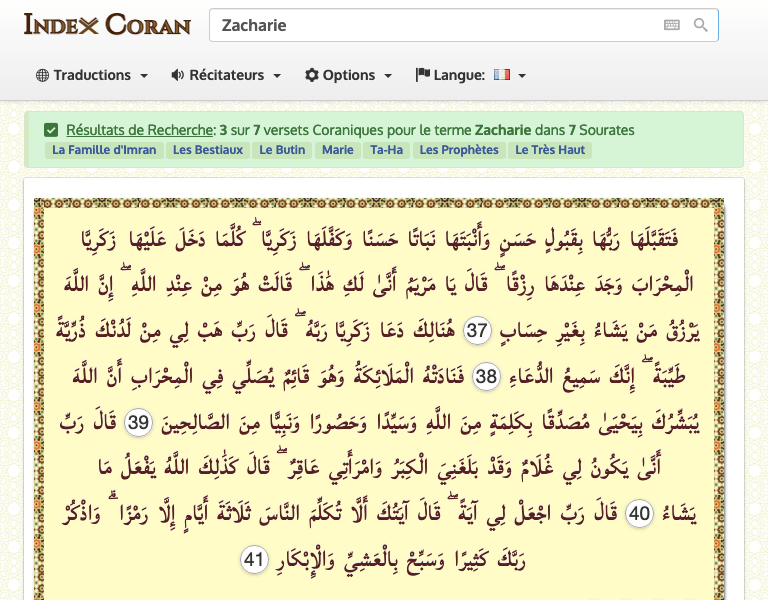 INDEX CORAN
Zacharie
Traductions
Récitateurs
Options
Langue:
Résultats de Recherche: 3 sur 7 versets Coraniques pour le terme Zacharie dans 7 Sourates
La Famille d'Imran Les Bestiaux Le Butin Marie Ta-Ha Les Prophètes Le Très Haut
فَتَقَبَّلَهَا رَبُّهَا بِقَبُولٍ حَسَنٍ وَأَنْبَتَهَا نَبَاتًا حَسَنًا وَكَفَّلَهَا زَكَرِيَّا ۖ كُلَّمَا دَخَلَ عَلَيْهَا زَكَرِيَّا
الْمِحْرَابَ وَجَدَ عِنْدَهَا رِزْقًا ۖ قَالَ يَا مَرْيَمُ أَنَّىٰ لَكِ هَٰذَا ۖ قَالَتْ هُوَ مِنْ عِنْدِ اللَّهِ ۖ إِنَّ اللَّهَ
يَرْزُقُ مَنْ يَشَاءُ بِغَيْرِ حِسَابٍ 37 هُنَالِكَ دَعَا زَكَرِيَّا رَبَّهُ ۖ قَالَ رَبِّ هَبْ لِي مِنْ لَدُنْكَ ذُرِّيَّةً
طَيِّبَةً ۖ إِنَّكَ سَمِيعُ الدُّعَاءِ 38 فَنَادَتْهُ الْمَلَائِكَةُ وَهُوَ قَائِمٌ يُصَلِّي فِي الْمِحْرَابِ أَنَّ اللَّهَ
يُبَشِّرُكَ بِيَحْيَىٰ مُصَدِّقًا بِكَلِمَةٍ مِنَ اللَّهِ وَسَيِّدًا وَحَصُورًا وَنَبِيًّا مِنَ الصَّالِحِينَ 39 قَالَ رَبِّ
أَنَّىٰ يَكُونُ لِي غُلَامٌ وَقَدْ بَلَغَنِيَ الْكِبَرُ وَامْرَأَتِي عَاقِرٌ ۖ قَالَ كَذَٰلِكَ اللَّهُ يَفْعَلُ مَا
يَشَاءُ 40 قَالَ رَبِّ اجْعَلْ لِي آيَةً ۖ قَالَ آيَتُكَ أَلَّا تُكَلِّمَ النَّاسَ ثَلَاثَةَ أَيَّامٍ إِلَّا رَمْزًا ۗ وَاذْكُرْ
رَبَّكَ كَثِيرًا وَسَبِّحْ بِالْعَشِيِّ وَالْإِبْكَارِ 41